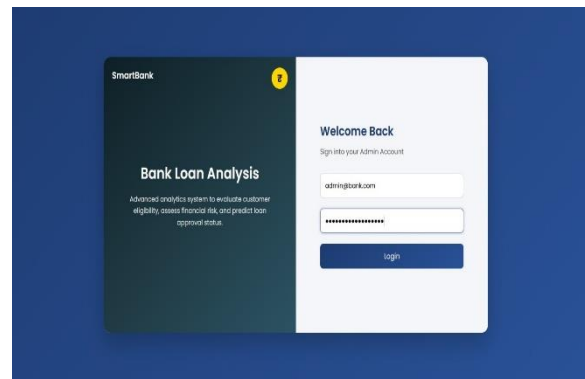 SmartBank
₹
Bank Loan Analysis
Advanced analytics system to evaluate customer
eligibility, assess financial risk, and predict loan
approval status.
Welcome Back
Sign into your Admin Account
admin@bank.com
••••••••••••••••••
Login